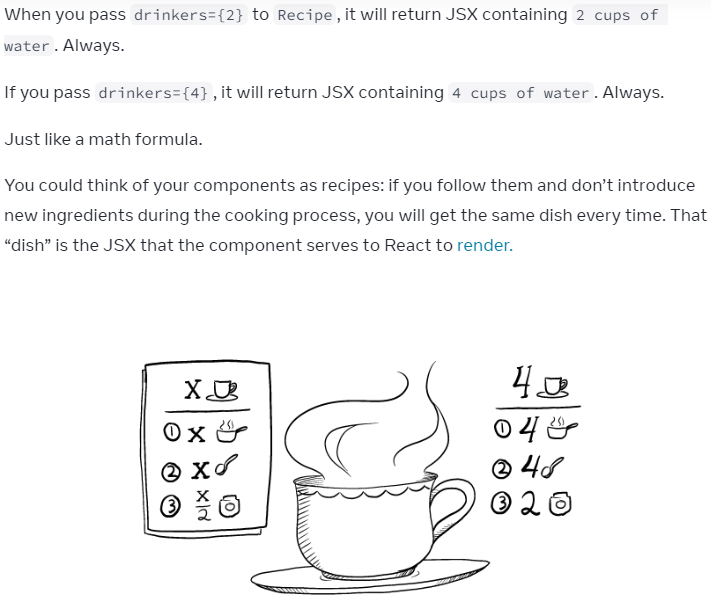 When you pass drinkers={2} to Recipe, it will return JSX containing 2 cups of
water. Always.
If you pass drinkers={4}, it will return JSX containing 4 cups of water. Always.
Just like a math formula.
You could think of your components as recipes: if you follow them and don’t introduce
new ingredients during the cooking process, you will get the same dish every time. That
“dish” is the JSX that the component serves to React to render.
X
① X
② X
③ X/2
4
① 4
② 4
③ 2